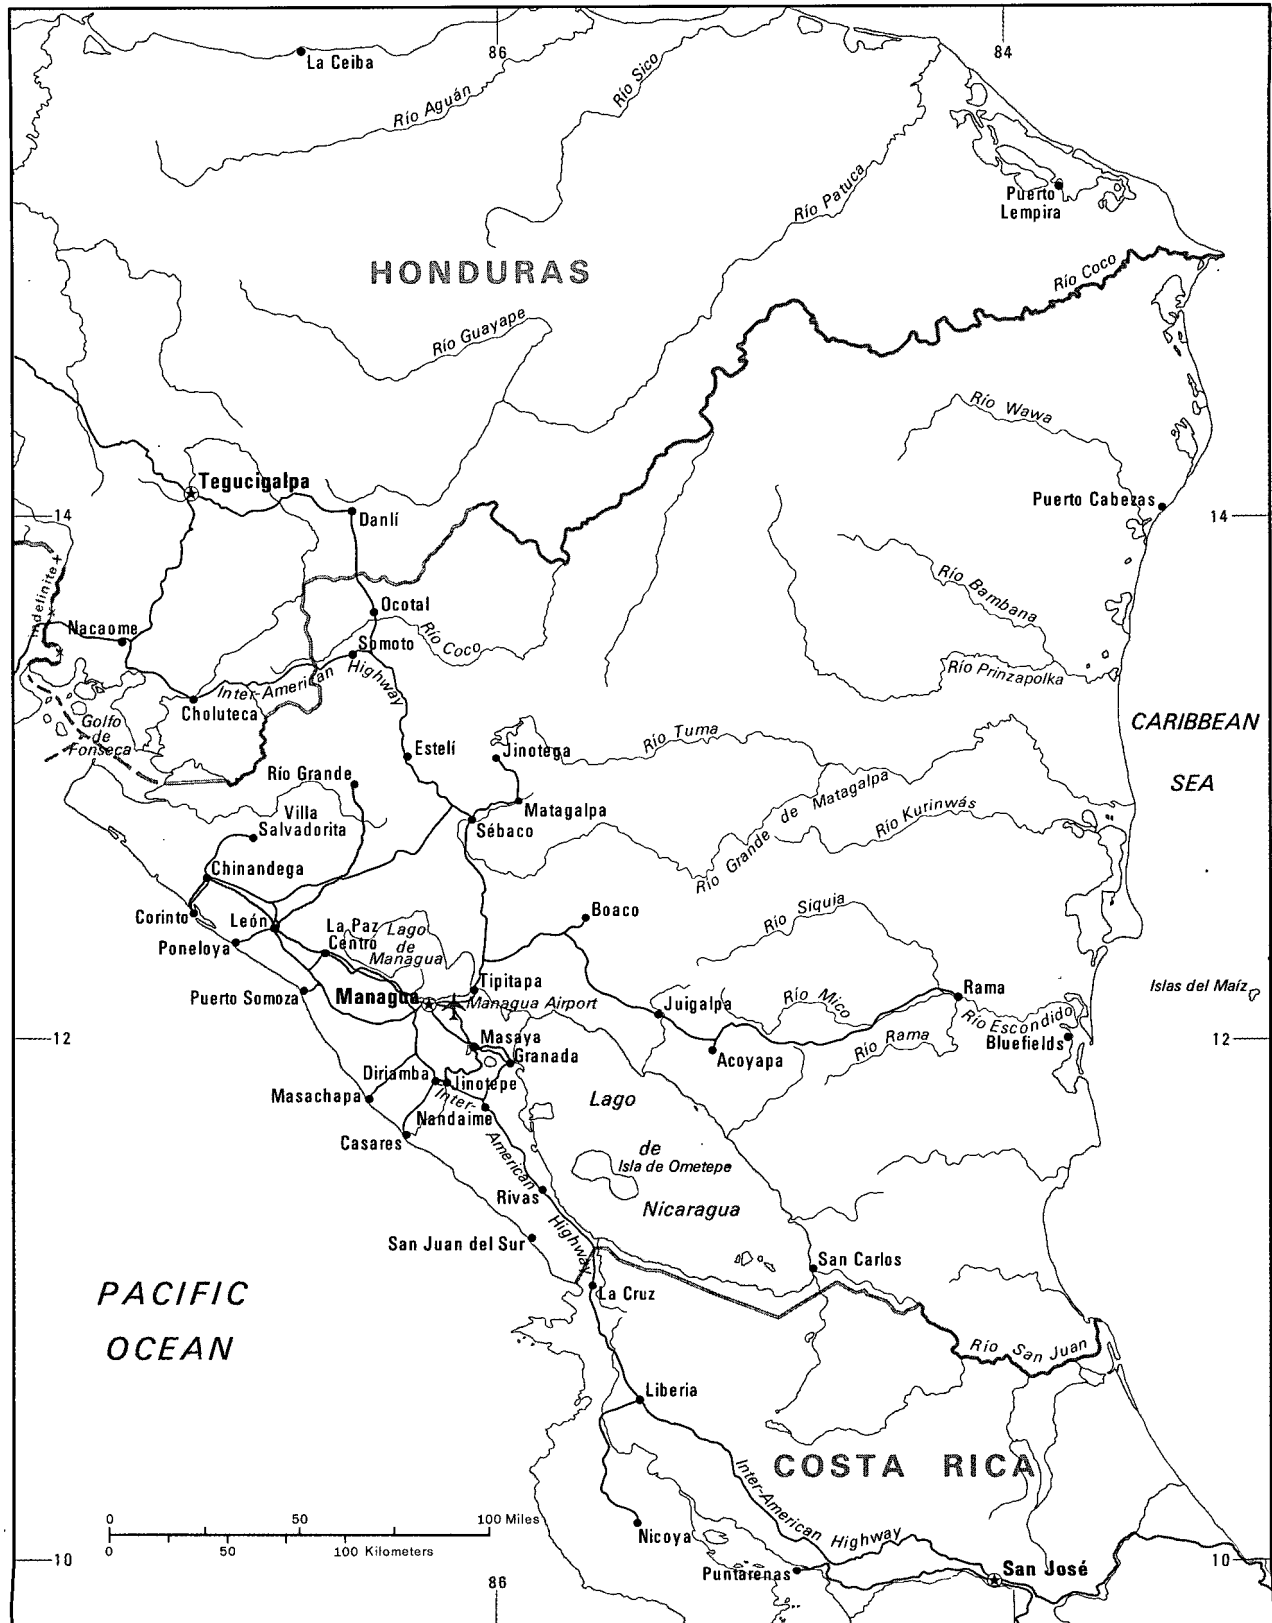 86
84
La Ceiba
Río Aguán
Río Sico
Río Patuca
Puerto
Lempira
HONDURAS
Río Coco
Río Guayape
Río Wawa
Tegucigalpa
Puerto Cabezas
14
Danlí
14
Río Bambana
indefinite
Ocotal
Nacaome
Río Coco
Somoto
Río Prinzapolka
Inter-American Highway
Choluteca
Golfo
de
Fonseca
CARIBBEAN
SEA
Río Tuma
Estelí
Jinotega
Río Grande
Río Grande de Matagalpa
Villa
Salvadorita
Matagalpa
Río Kurinwás
Sébaco
Chinandega
Corinto
León
Boaco
Río Siquia
La Paz
Centro
Lago
de
Managua
Poneloya
Tipitapa
Rama
Islas del Maíz
Puerto Somoza
Managua
Managua Airport
Juigalpa
Río Mico
Río Escondido
12
Masaya
Río Rama
Bluefields
12
Granada
Acoyapa
Diriamba
Jinotepe
Masachapa
Lago
Nandaime
Inter-
American
Highway
Casares
de
Isla de Ometepe
Rivas
Nicaragua
San Juan del Sur
San Carlos
La Cruz
PACIFIC
OCEAN
Río San Juan
Liberia
COSTA RICA
Inter-American Highway
0 50 100 Miles
0 50 100 Kilometers
Nicoya
10
Puntarenas
San José
10
86